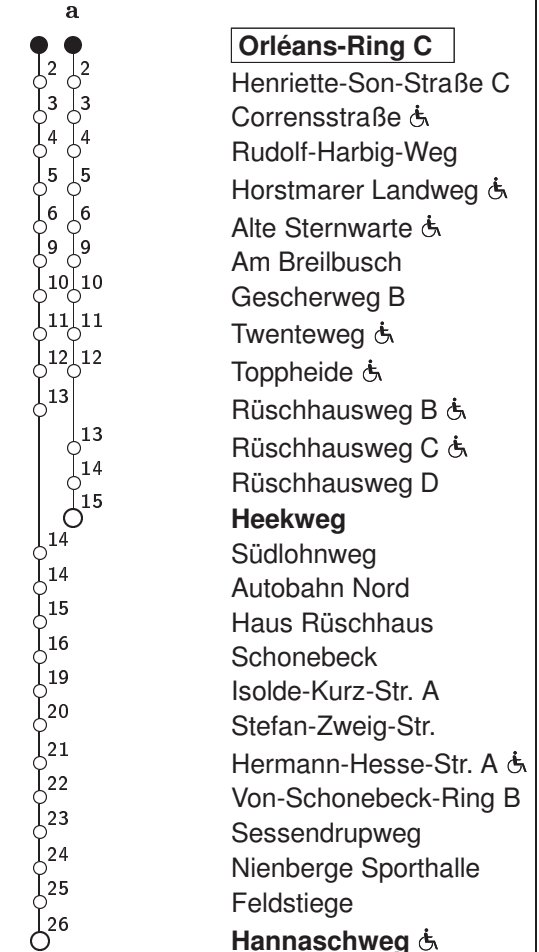 a
Orléans-Ring C
2 2 Henriette-Son-Straße C
3 3 Corrensstraße
4 4 Rudolf-Harbig-Weg
5 5 Horstmarer Landweg
6 6 Alte Sternwarte
9 9 Am Breilbusch
10 10 Gescherweg B
11 11 Twenteweg
12 12 Toppheide
13 Rüschhausweg B
13 Rüschhausweg C
14 Rüschhausweg D
15 Heekweg
14 Südlohnweg
14 Autobahn Nord
15 Haus Rüschhaus
16 Schonebeck
19 Isolde-Kurz-Str. A
20 Stefan-Zweig-Str.
21 Hermann-Hesse-Str. A
22 Von-Schonebeck-Ring B
23 Sessendrupweg
24 Nienberge Sporthalle
25 Feldstiege
26 Hannaschweg